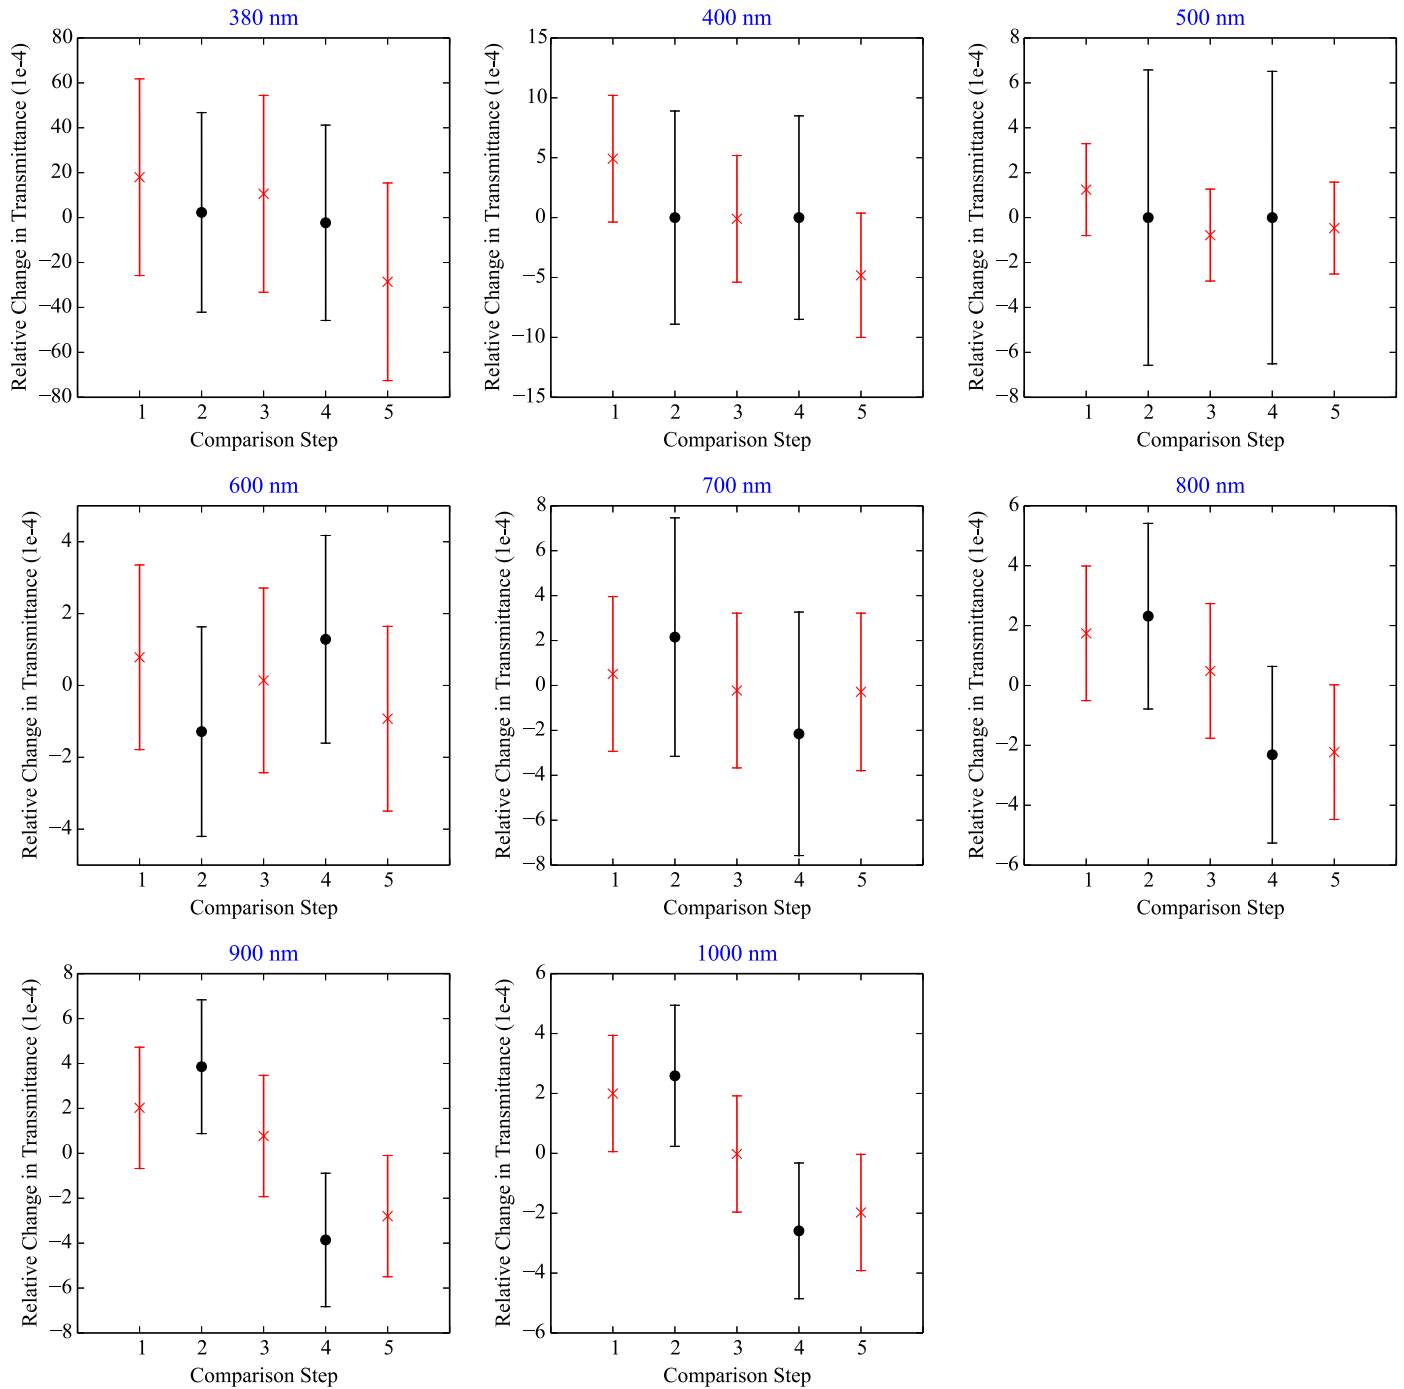 380 nm
Relative Change in Transmittance (1e-4)
80
60
40
20
0
−20
−40
−60
−80
1 2 3 4 5
Comparison Step
400 nm
Relative Change in Transmittance (1e-4)
15
10
5
0
−5
−10
−15
1 2 3 4 5
Comparison Step
500 nm
Relative Change in Transmittance (1e-4)
8
6
4
2
0
−2
−4
−6
−8
1 2 3 4 5
Comparison Step
600 nm
Relative Change in Transmittance (1e-4)
4
2
0
−2
−4
1 2 3 4 5
Comparison Step
700 nm
Relative Change in Transmittance (1e-4)
8
6
4
2
0
−2
−4
−6
−8
1 2 3 4 5
Comparison Step
800 nm
Relative Change in Transmittance (1e-4)
6
4
2
0
−2
−4
−6
1 2 3 4 5
Comparison Step
900 nm
Relative Change in Transmittance (1e-4)
8
6
4
2
0
−2
−4
−6
−8
1 2 3 4 5
Comparison Step
1000 nm
Relative Change in Transmittance (1e-4)
6
4
2
0
−2
−4
−6
1 2 3 4 5
Comparison Step